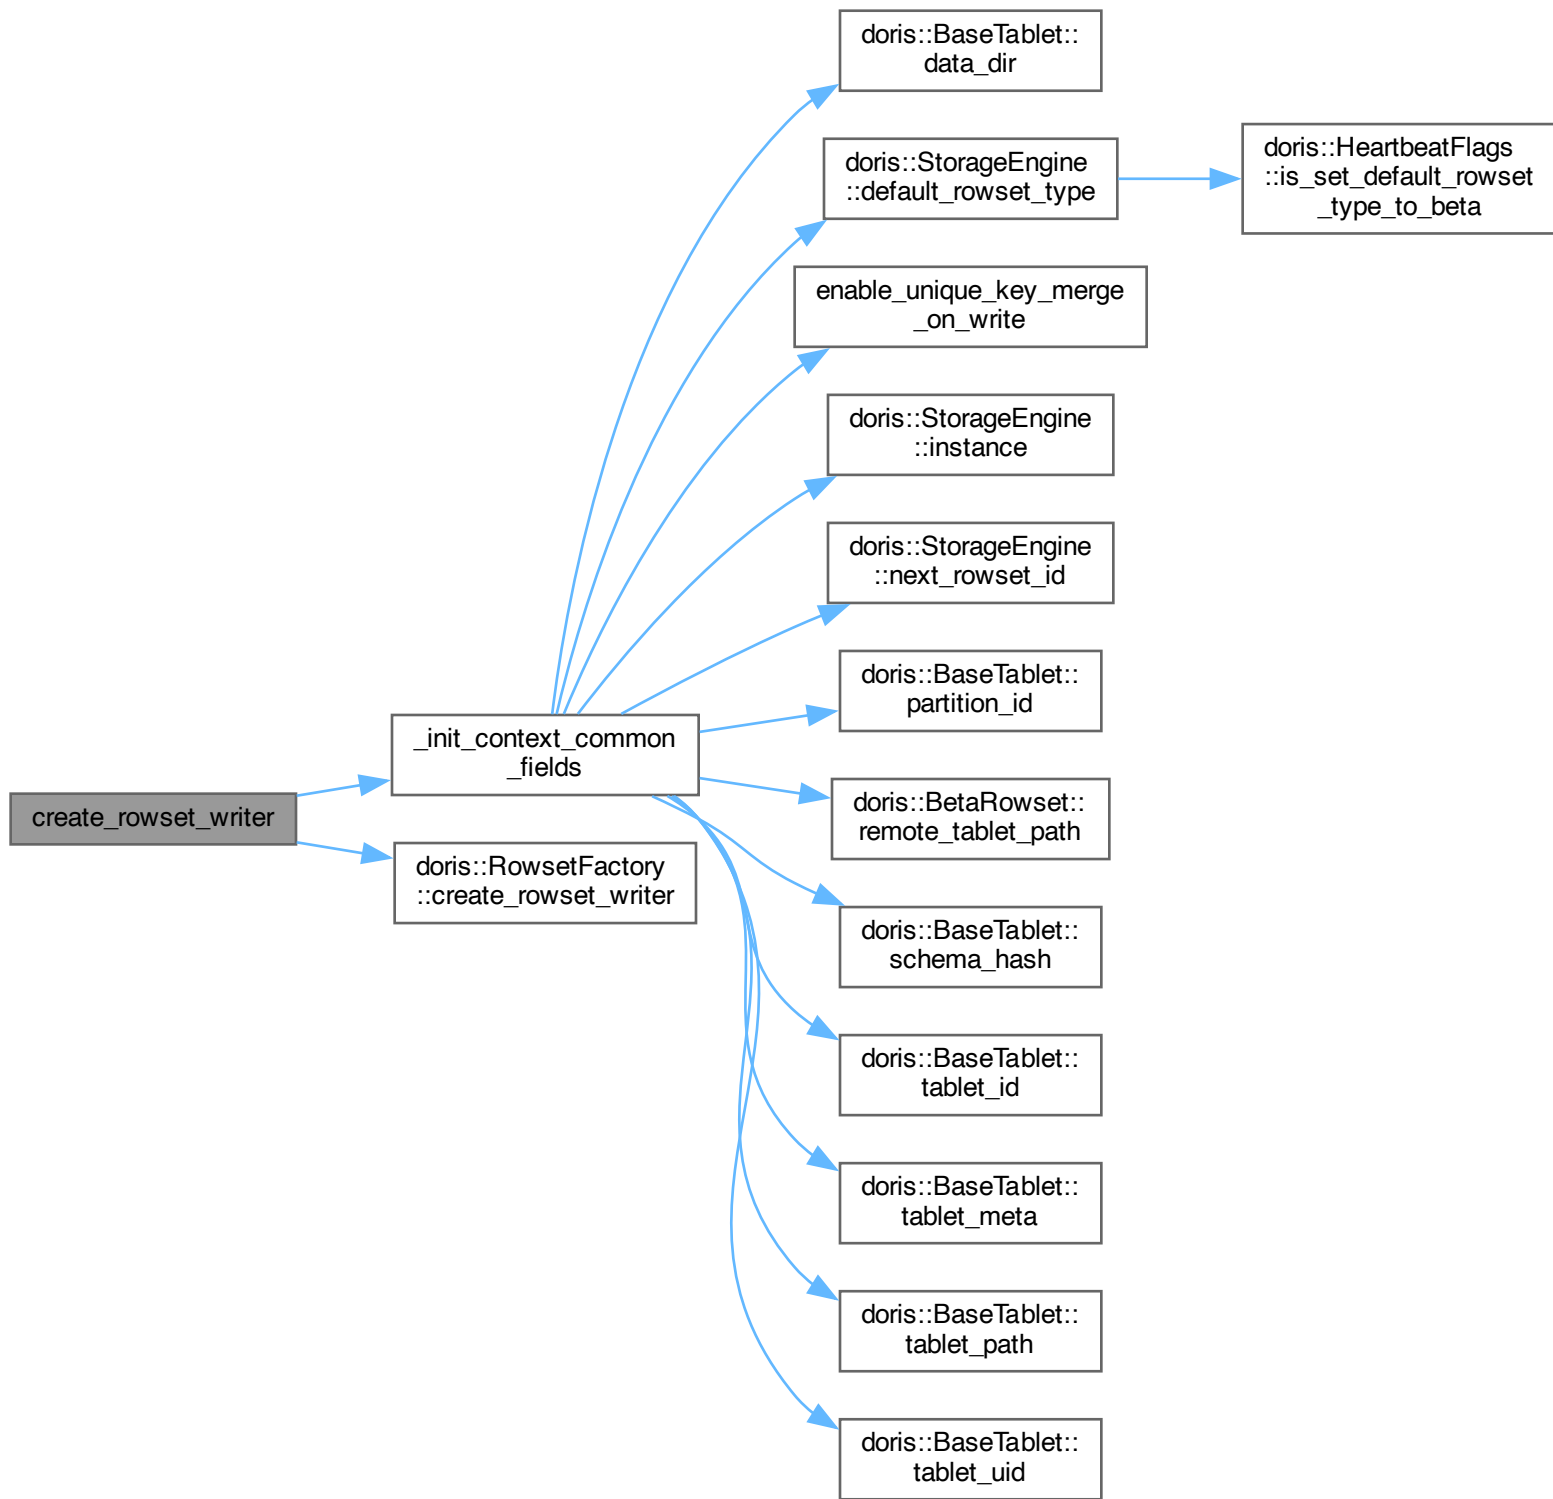 create_rowset_writer
_init_context_common
_fields
doris::RowsetFactory
::create_rowset_writer
doris::BaseTablet::
data_dir
doris::StorageEngine
::default_rowset_type
doris::HeartbeatFlags
::is_set_default_rowset
_type_to_beta
enable_unique_key_merge
_on_write
doris::StorageEngine
::instance
doris::StorageEngine
::next_rowset_id
doris::BaseTablet::
partition_id
doris::BetaRowset::
remote_tablet_path
doris::BaseTablet::
schema_hash
doris::BaseTablet::
tablet_id
doris::BaseTablet::
tablet_meta
doris::BaseTablet::
tablet_path
doris::BaseTablet::
tablet_uid